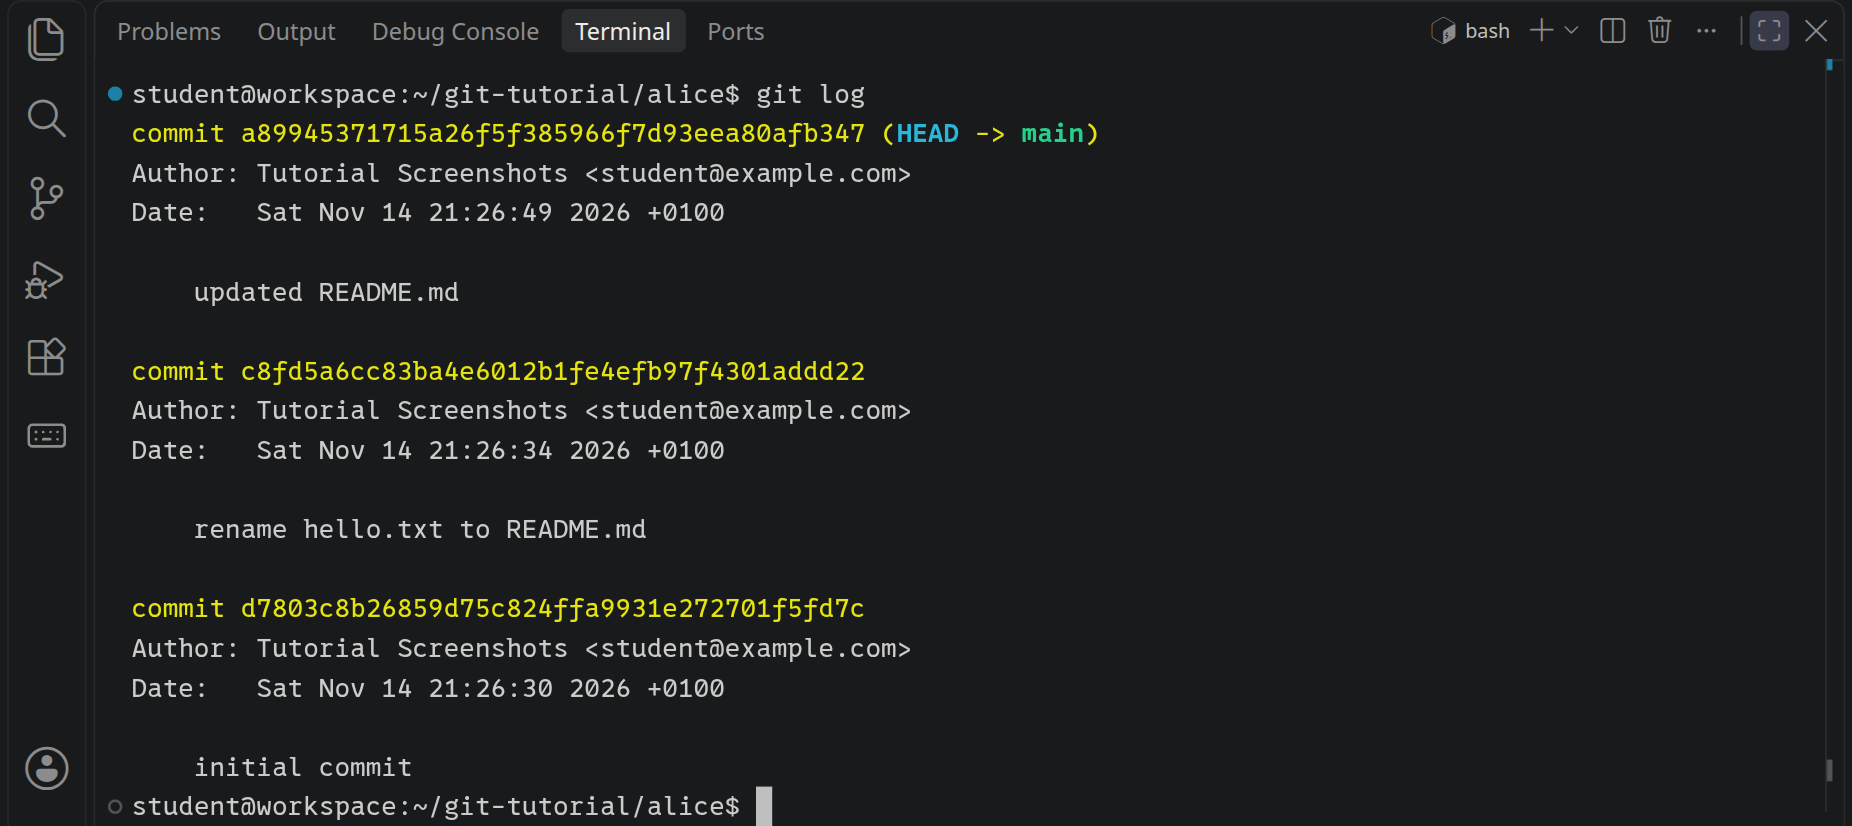 Problems Output Debug Console Terminal Ports bash
student@workspace:~/git-tutorial/alice$ git log
commit a89945371715a26f5f385966f7d93eea80afb347 (HEAD -> main)
Author: Tutorial Screenshots <student@example.com>
Date:   Sat Nov 14 21:26:49 2026 +0100
updated README.md
commit c8fd5a6cc83ba4e6012b1fe4efb97f4301addd22
Author: Tutorial Screenshots <student@example.com>
Date:   Sat Nov 14 21:26:34 2026 +0100
rename hello.txt to README.md
commit d7803c8b26859d75c824ffa9931e272701f5fd7c
Author: Tutorial Screenshots <student@example.com>
Date:   Sat Nov 14 21:26:30 2026 +0100
initial commit
student@workspace:~/git-tutorial/alice$